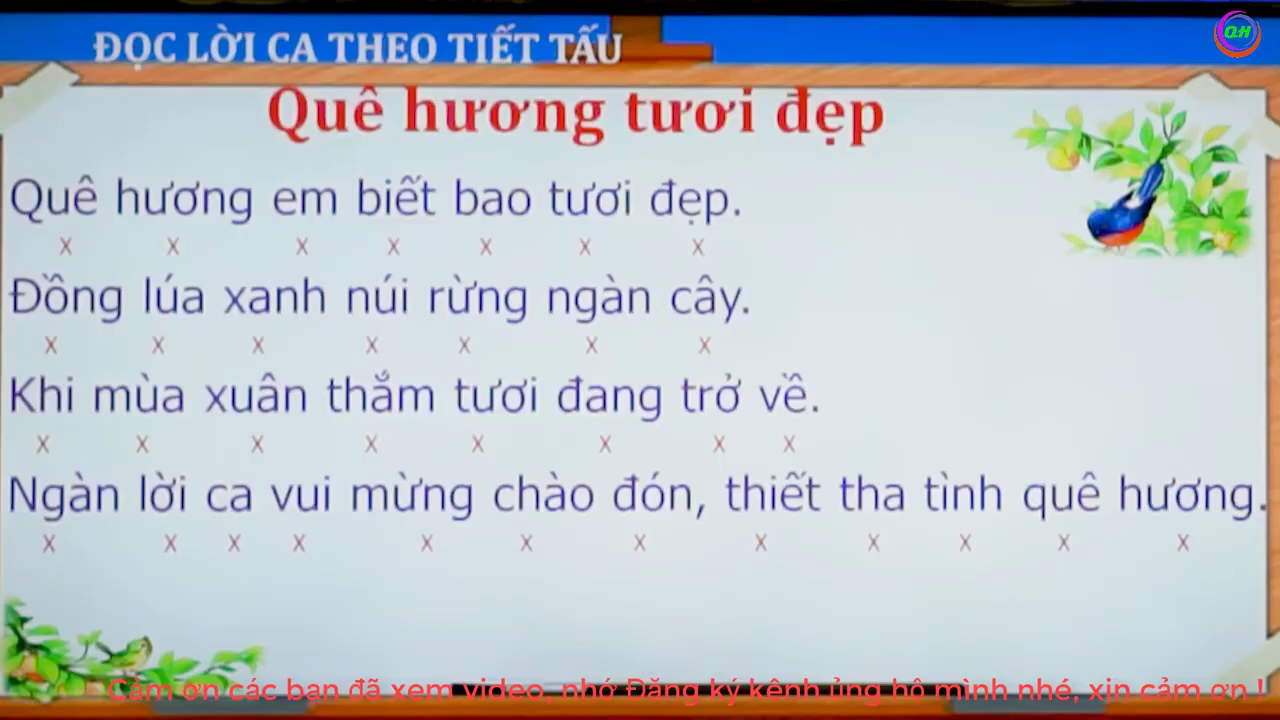 ĐỌC LỜI CA THEO TIẾT TẤU
QH
Quê hương tươi đẹp
Quê hương em biết bao tươi đẹp.
x x x x x x x
Đồng lúa xanh núi rừng ngàn cây.
x x x x x x x
Khi mùa xuân thắm tươi đang trở về.
x x x x x x x x
Ngàn lời ca vui mừng chào đón, thiết tha tình quê hương.
x x x x x x x x x x x x
Cảm ơn các bạn đã xem video, nhớ Đăng ký kênh ủng hộ mình nhé, xin cảm ơn !